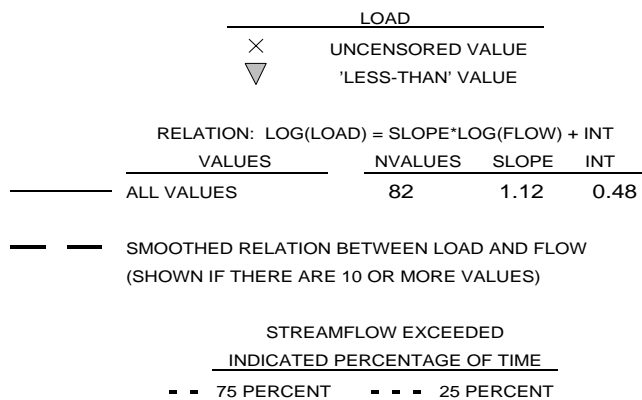 LOAD
UNCENSORED VALUE
'LESS-THAN' VALUE
RELATION: LOG(LOAD) = SLOPE*LOG(FLOW) + INT
VALUES NVALUES SLOPE INT
ALL VALUES 82 1.12 0.48
SMOOTHED RELATION BETWEEN LOAD AND FLOW
(SHOWN IF THERE ARE 10 OR MORE VALUES)
STREAMFLOW EXCEEDED
INDICATED PERCENTAGE OF TIME
75 PERCENT 25 PERCENT